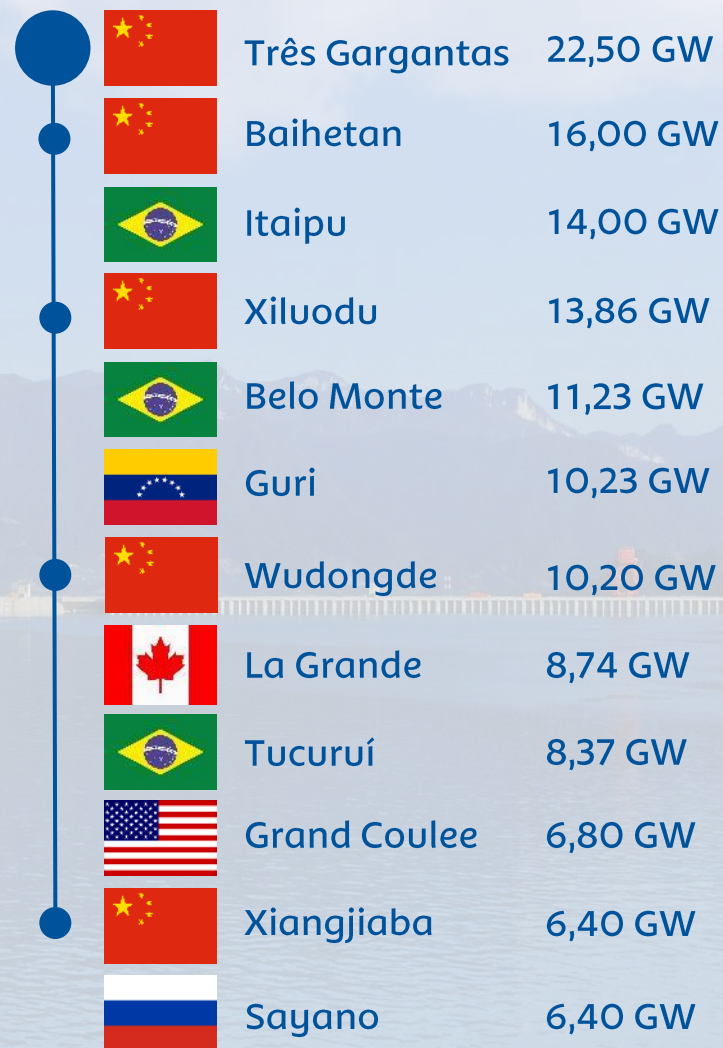 Três Gargantas 22,50 GW
Baihetan 16,00 GW
Itaipu 14,00 GW
Xiluodu 13,86 GW
Belo Monte 11,23 GW
Guri 10,23 GW
Wudongde 10,20 GW
La Grande 8,74 GW
Tucuruí 8,37 GW
Grand Coulee 6,80 GW
Xiangjiaba 6,40 GW
Sayano 6,40 GW